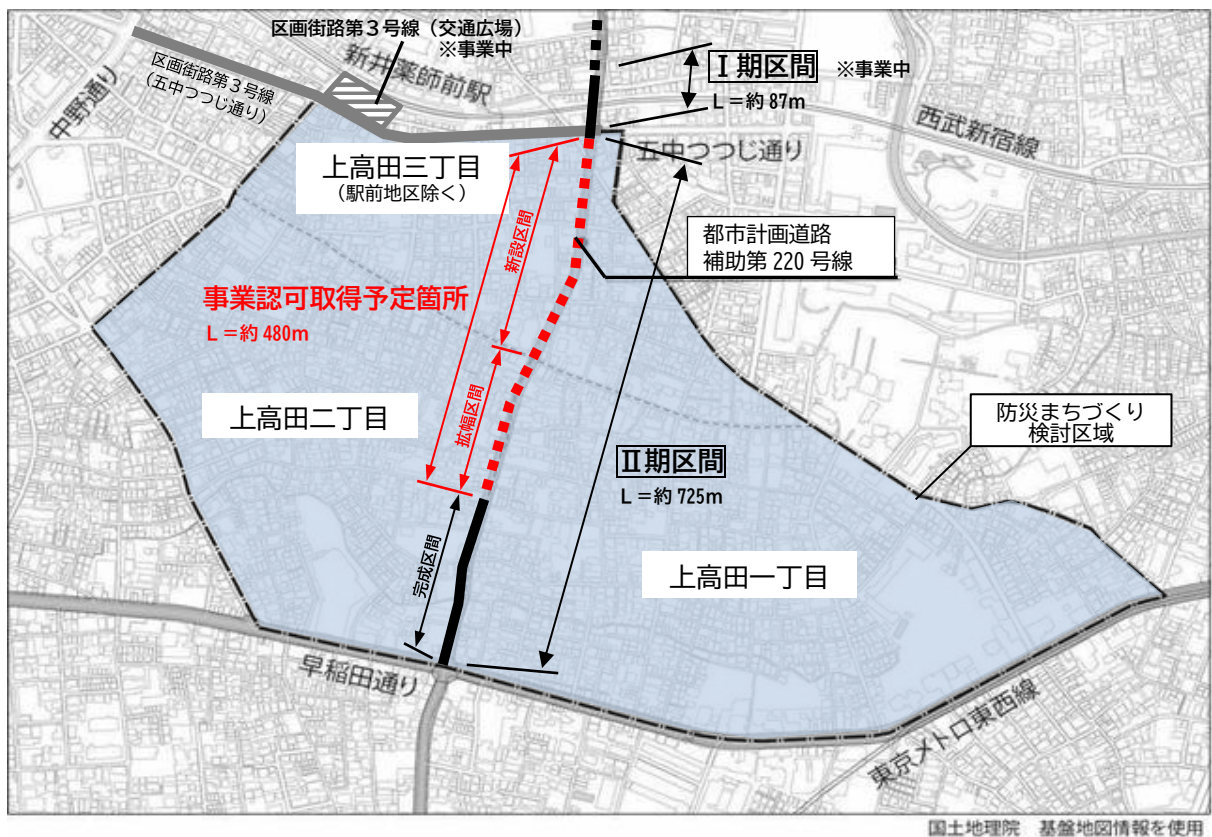 区画街路第３号線（交通広場）
※事業中
区画街路第３号線
（五中つつじ通り）
中野通り
新井薬師前駅
Ⅰ期区間 ※事業中
L＝約 87m
西武新宿線
五中つつじ通り
上高田三丁目
（駅前地区除く）
新設区間
都市計画道路
補助第 220 号線
事業認可取得予定箇所
L＝約 480m
拡幅区間
上高田二丁目
防災まちづくり
検討区域
Ⅱ期区間
L＝約 725m
完成区間
上高田一丁目
早稲田通り
東京メトロ東西線
国土地理院 基盤地図情報を使用